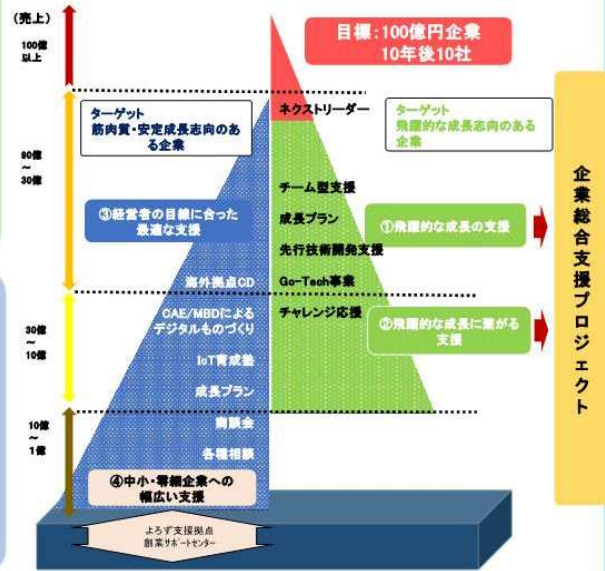 (売上)
100億
以上
目標:100億円企業
10年後10社
ターゲット
筋肉質・安定成長志向のあ
る企業
ネクストリーダー
ターゲット
飛躍的な成長志向のある
企業
90億
~
30億
チーム型支援
③経営者の目線に合った
最適な支援
成長プラン
①飛躍的な成長の支援
先行技術開発支援
海外拠点CD
Go-Tech事業
企業総合支援プロジェクト
CAE/MBDによる
デジタルものづくり
チャレンジ応援
②飛躍的な成長に繋がる
支援
30億
~
10億
IoT育成塾
成長プラン
商談会
10億
~
1億
各種相談
④中小・零細企業への
幅広い支援
よろず支援拠点
創業サポートセンター